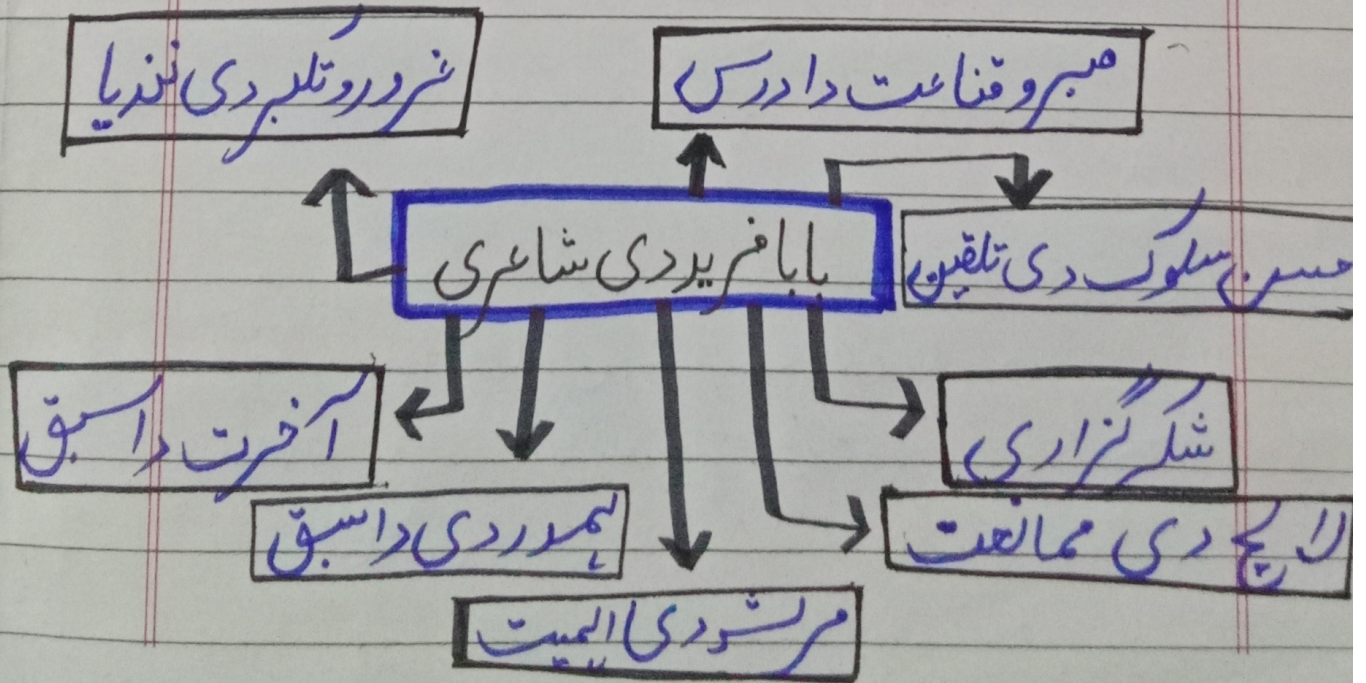 صبر و قناعت دا درس
غرور و تکبر دی نندیا
حسن سلوک دی تلقین
بابا فرید دی شاعری
شکر گزاری
آخرت دا سبق
لالچ دی ممانعت
ہمدردی دا سبق
مرشد دی اہمیت